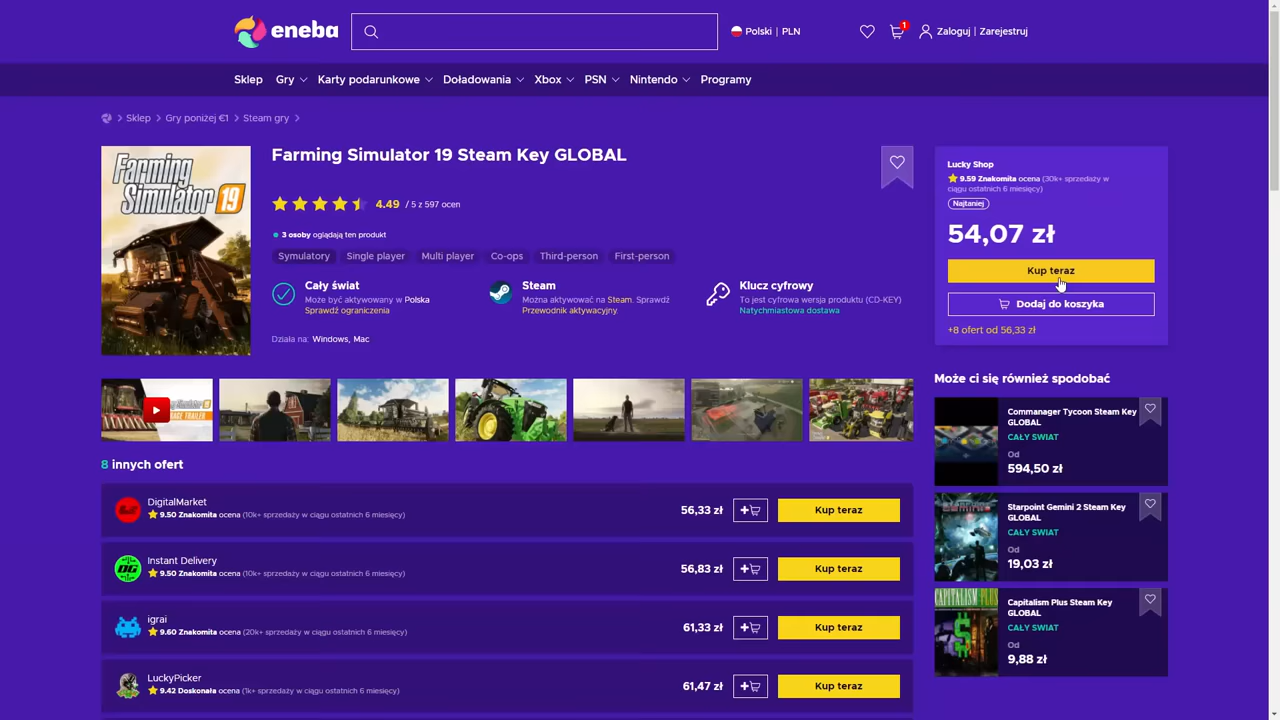 eneba
Polski | PLN
1
Zaloguj | Zarejestruj
Sklep
Gry
Karty podarunkowe
Doładowania
Xbox
PSN
Nintendo
Programy
Sklep
Gry poniżej €1
Steam gry
Farming Simulator 19
Farming Simulator 19 Steam Key GLOBAL
4.49 / 5 z 597 ocen
3 osoby oglądają ten produkt
Symulatory
Single player
Multi player
Co-ops
Third-person
First-person
Cały świat
Może być aktywowany w Polska
Sprawdź ograniczenia
Steam
Można aktywować na Steam. Sprawdź
Przewodnik aktywacyjny.
Klucz cyfrowy
To jest cyfrowa wersja produktu (CD-KEY)
Natychmiastowa dostawa
Działa na: Windows, Mac
Lucky Shop
9.59 Znakomita ocena (30k+ sprzedaży w
ciągu ostatnich 6 miesięcy)
Najtaniej
54,07 zł
Kup teraz
Dodaj do koszyka
+8 ofert od 56,33 zł
8 innych ofert
DigitalMarket
9.50 Znakomita ocena (10k+ sprzedaży w ciągu ostatnich 6 miesięcy)
56,33 zł
Kup teraz
Instant Delivery
9.50 Znakomita ocena (10k+ sprzedaży w ciągu ostatnich 6 miesięcy)
56,83 zł
Kup teraz
igrai
9.60 Znakomita ocena (20k+ sprzedaży w ciągu ostatnich 6 miesięcy)
61,33 zł
Kup teraz
LuckyPicker
9.42 Doskonała ocena (1k+ sprzedaży w ciągu ostatnich 6 miesięcy)
61,47 zł
Kup teraz
Może ci się również spodobać
Commanager Tycoon Steam Key
GLOBAL
CAŁY SWIAT
Od
594,50 zł
Starpoint Gemini 2 Steam Key
GLOBAL
CAŁY SWIAT
Od
19,03 zł
CAPITALISM PLUS
Capitalism Plus Steam Key
GLOBAL
CAŁY SWIAT
Od
9,88 zł